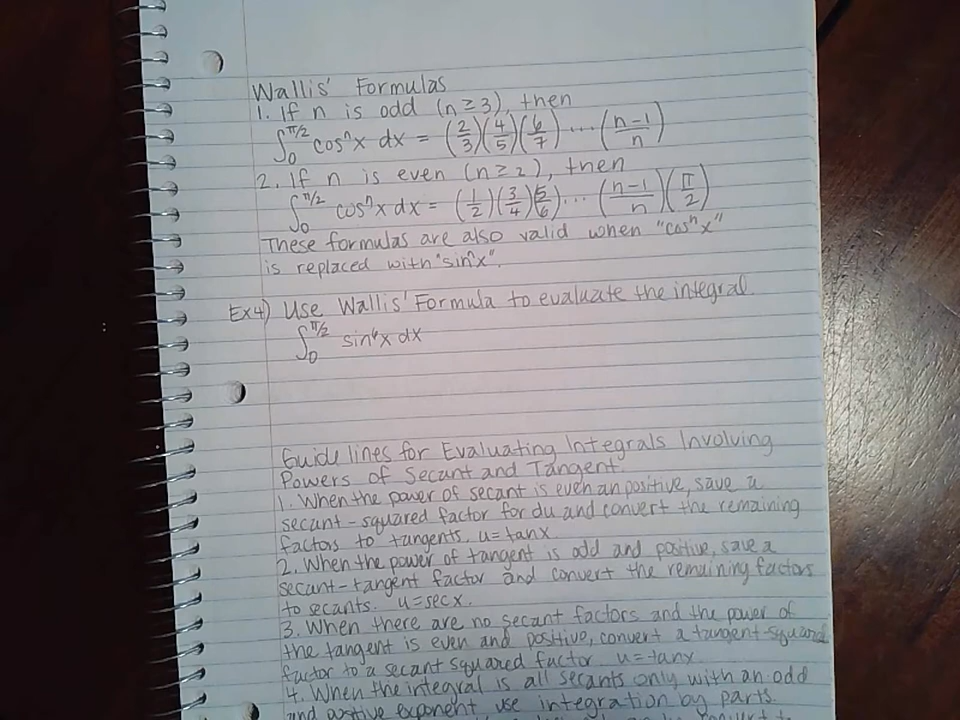 Wallis' Formulas
1. If n is odd (n ≥ 3), then
∫₀^π/2 cosⁿx dx = (2/3)(4/5)(6/7) ... (n-1/n)
2. If n is even (n ≥ 2), then
∫₀^π/2 cosⁿx dx = (1/2)(3/4)(5/6) ... (n-1/n)(π/2)
These formulas are also valid when "cosⁿx"
is replaced with "sinⁿx".
Ex4) Use Wallis' Formula to evaluate the integral.
∫₀^π/2 sin⁶x dx
Guidelines for Evaluating Integrals Involving
Powers of Secant and Tangent.
1. When the power of secant is even an positive, save a
secant-squared factor for du and convert the remaining
factors to tangents. u=tanx
2. When the power of tangent is odd and positive, save a
secant-tangent factor and convert the remaining factors
to secants. u=secx.
3. When there are no secant factors and the power of
the tangent is even and positive, convert a tangent-squared
factor to a secant squared factor. u=tanx
4. When the integral is all secants only with an odd
and positive exponent use integration by parts.
convert to